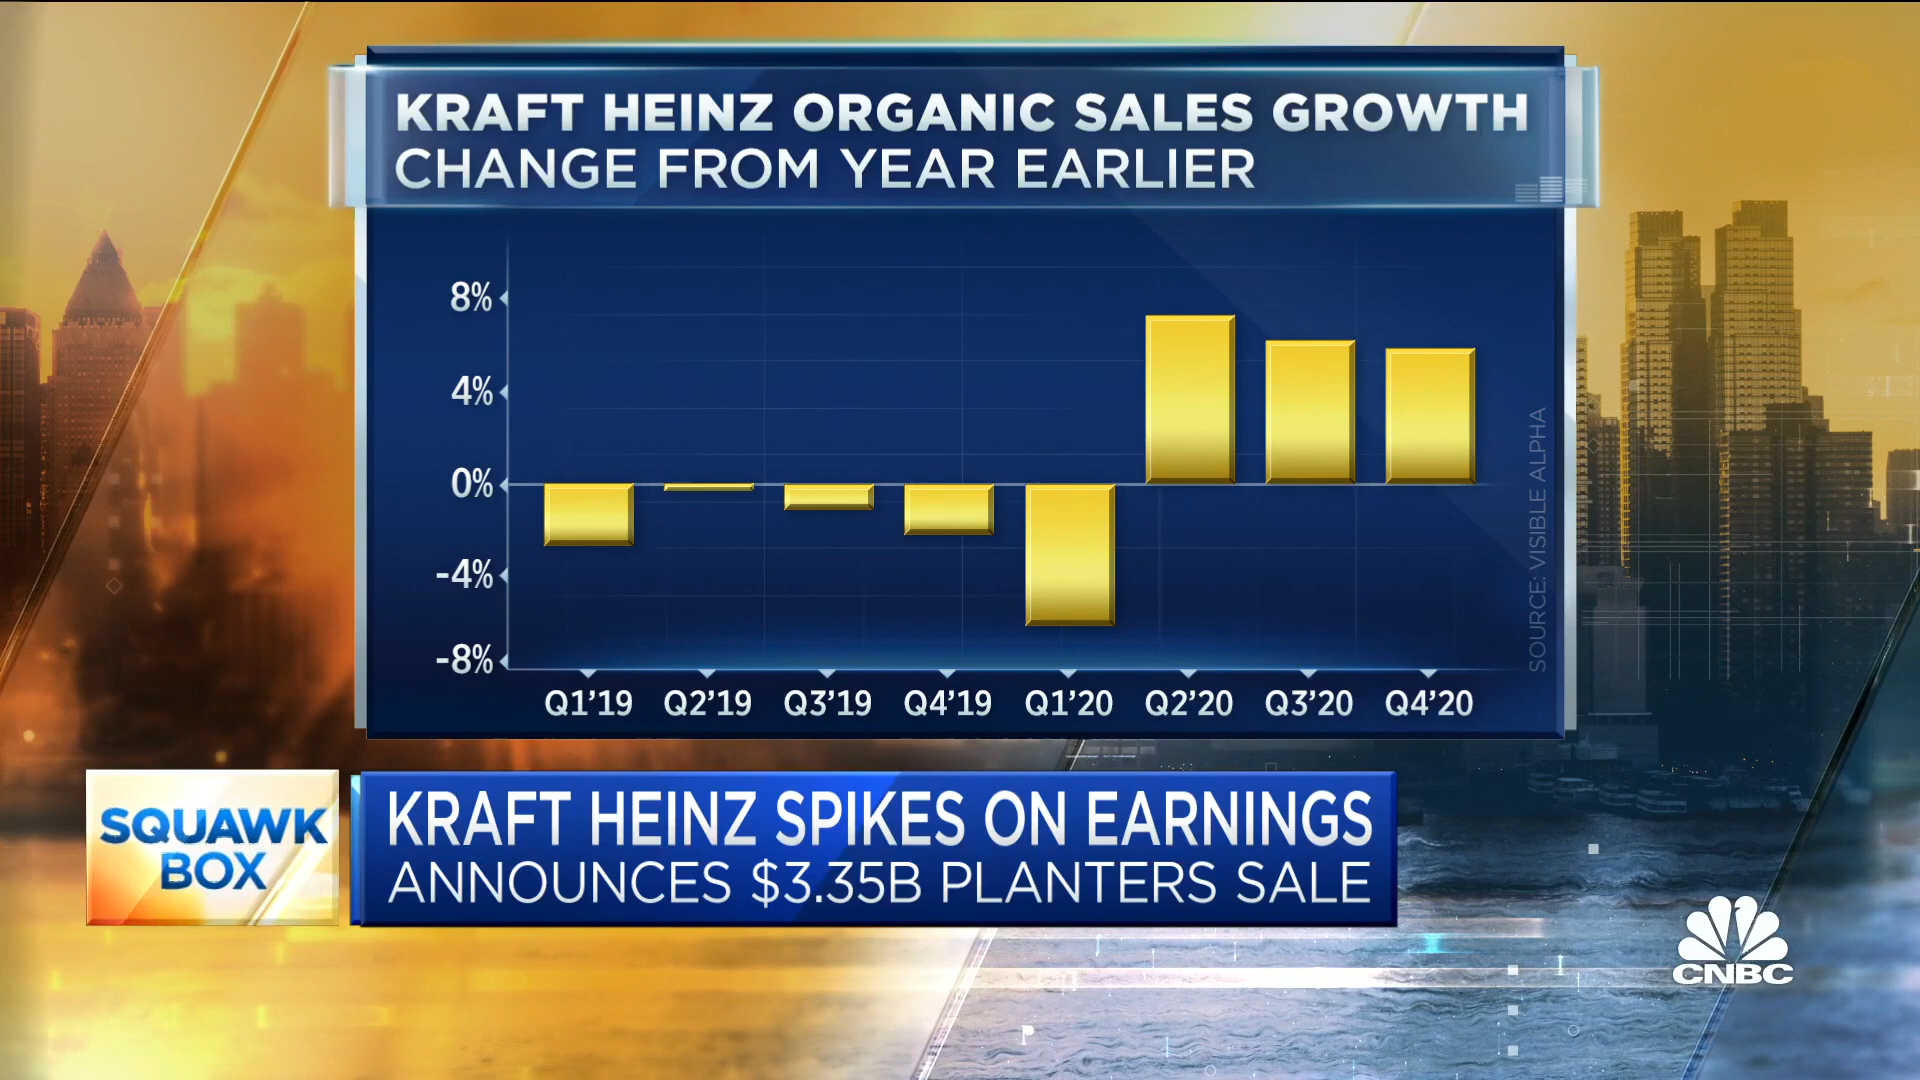 KRAFT HEINZ ORGANIC SALES GROWTH
CHANGE FROM YEAR EARLIER
8%
4%
0%
-4%
-8%
Q1'19 Q2'19 Q3'19 Q4'19 Q1'20 Q2'20 Q3'20 Q4'20
SOURCE: VISIBLE ALPHA
SQUAWK
BOX
KRAFT HEINZ SPIKES ON EARNINGS
ANNOUNCES $3.35B PLANTERS SALE
CNBC